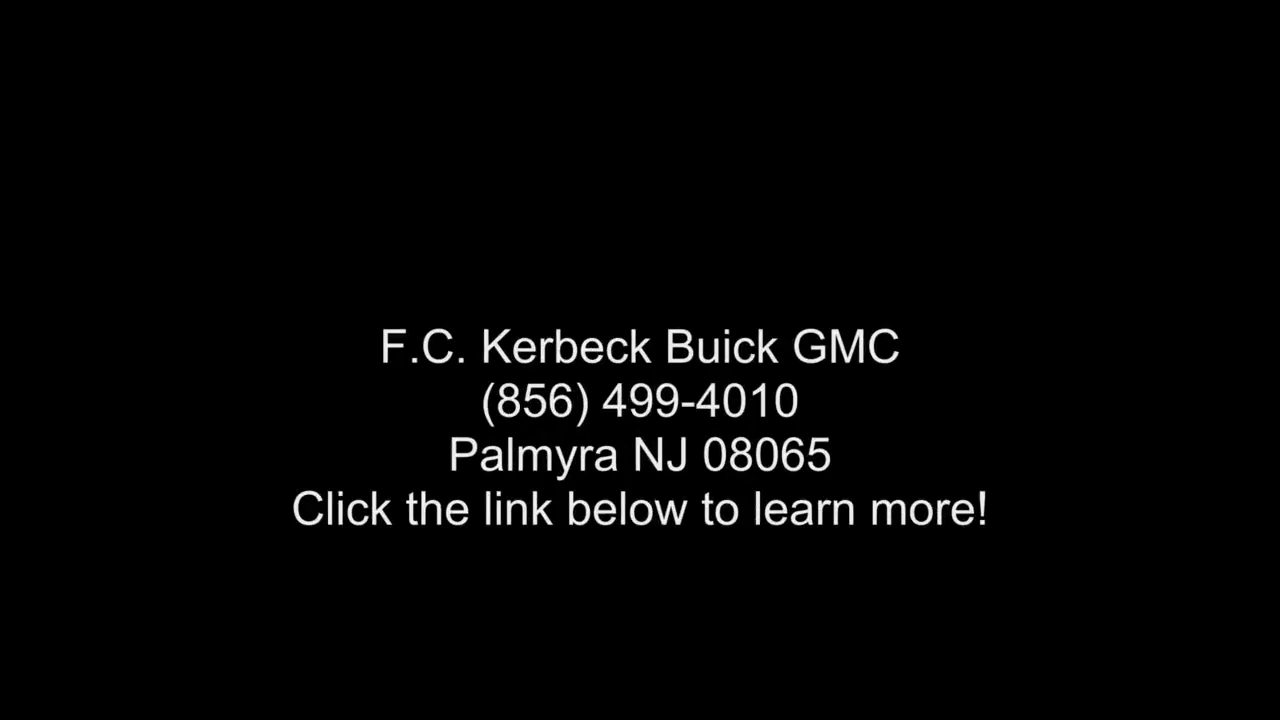 F.C. Kerbeck Buick GMC
(856) 499-4010
Palmyra NJ 08065
Click the link below to learn more!